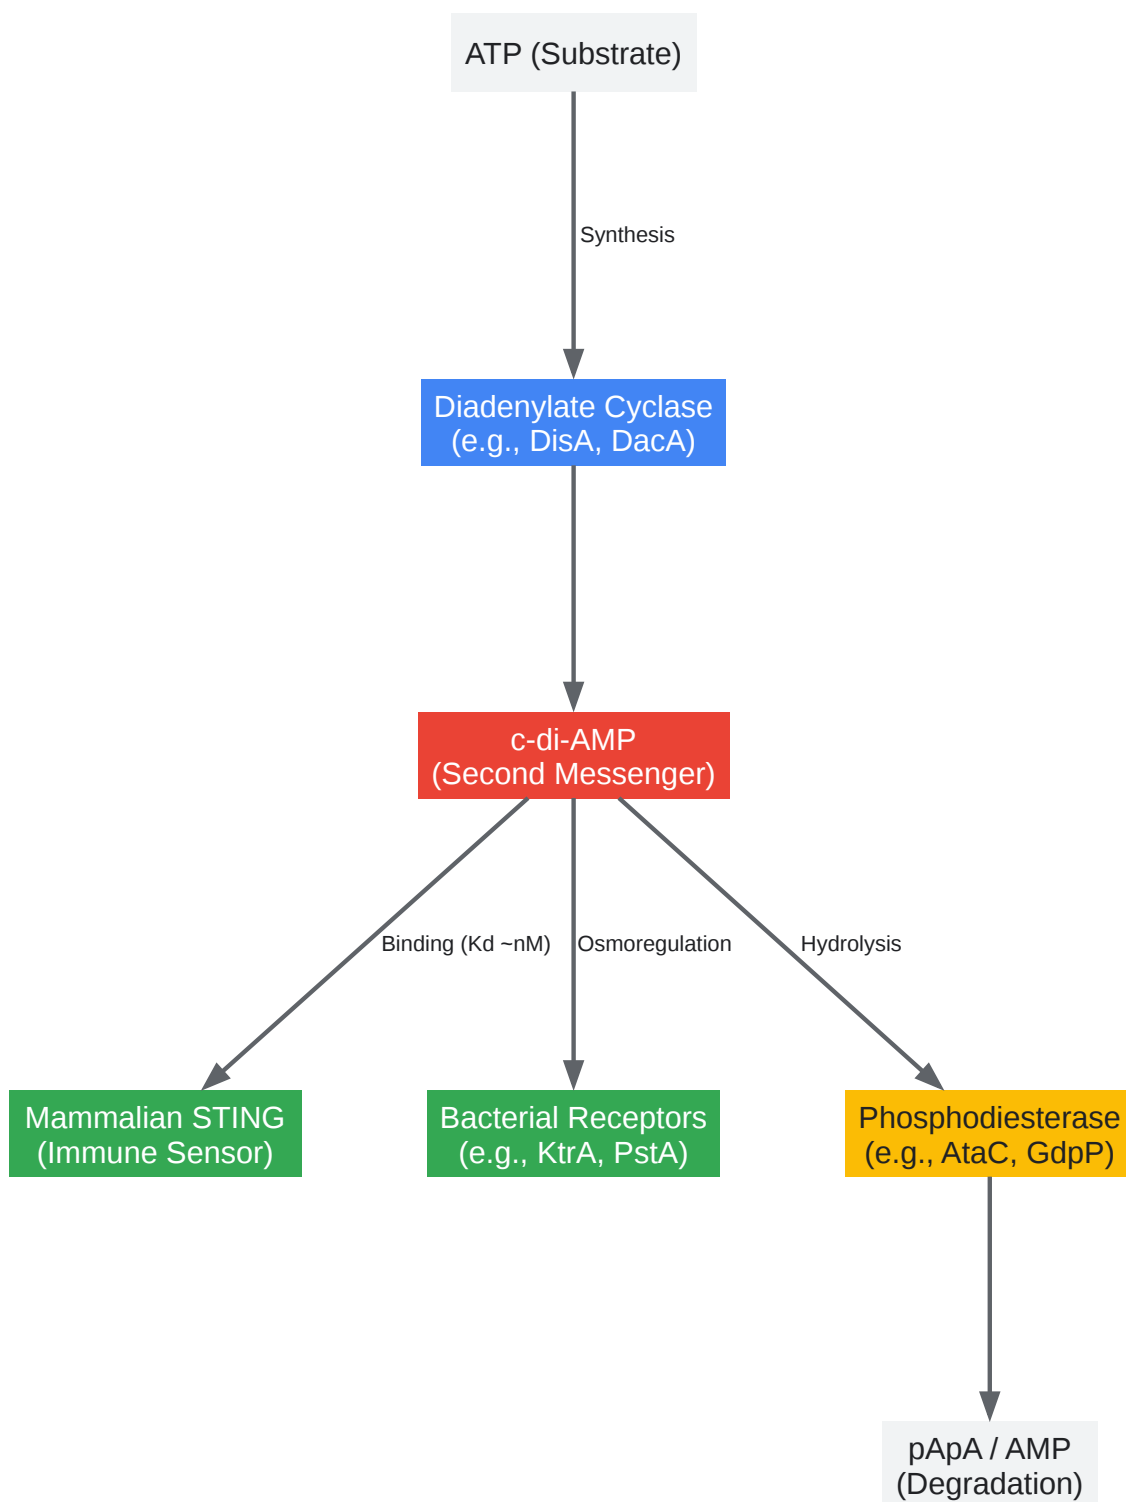 ATP (Substrate)
Synthesis
Diadenylate Cyclase
(e.g., DisA, DacA)
c-di-AMP
(Second Messenger)
Binding (Kd ~nM)
Osmoregulation
Hydrolysis
Mammalian STING
(Immune Sensor)
Bacterial Receptors
(e.g., KtrA, PstA)
Phosphodiesterase
(e.g., AtaC, GdpP)
pApA / AMP
(Degradation)